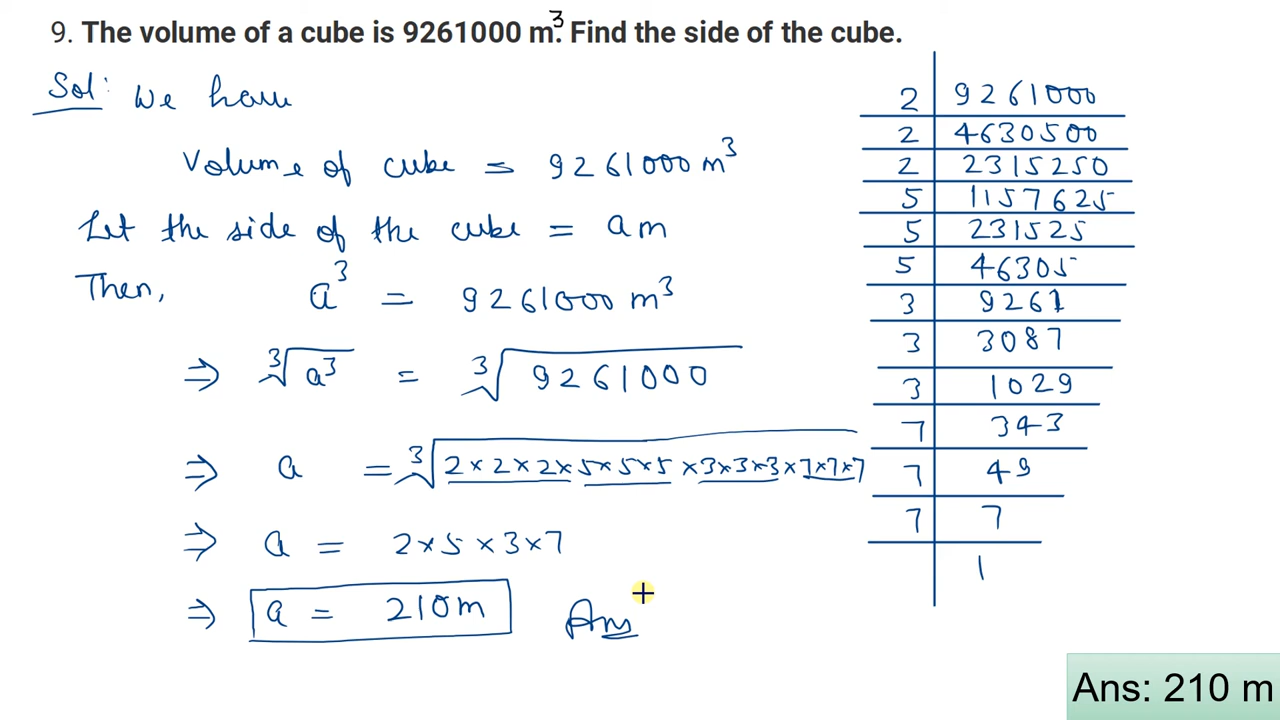 9. The volume of a cube is 9261000 m³. Find the side of the cube.
Sol: We have
Volume of cube = 9261000 m³
Let the side of the cube = a m
Then, a³ = 9261000 m³
⇒ ∛a³ = ∛9261000
⇒ a = ∛2×2×2×5×5×5×3×3×3×7×7×7
⇒ a = 2×5×3×7
⇒ a = 210 m Ans
2 | 9261000
2 | 4630500
2 | 2315250
5 | 1157625
5 | 231525
5 | 46305
3 | 9261
3 | 3087
3 | 1029
7 | 343
7 | 49
7 | 7
| 1
Ans: 210 m